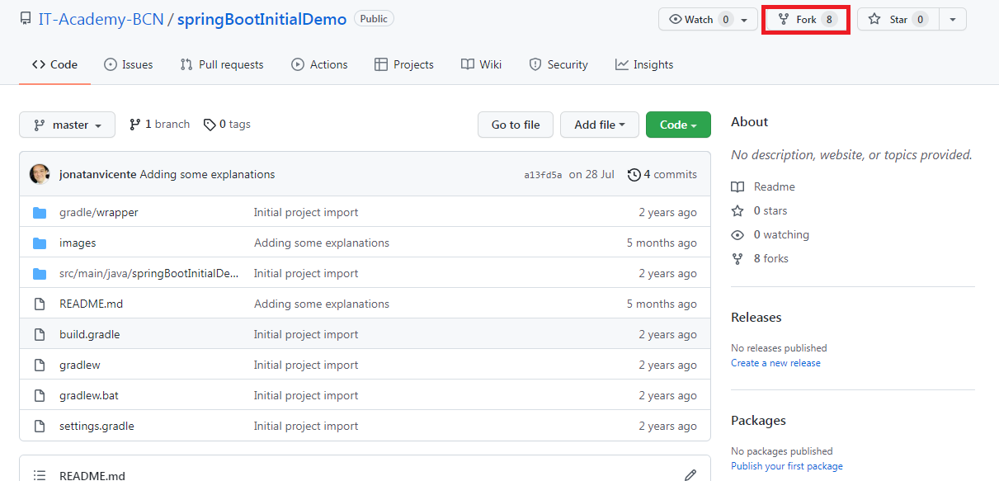 IT-Academy-BCN / springBootInitialDemo Public Watch 0 Fork 8 Star 0
Code Issues Pull requests Actions Projects Wiki Security Insights
master 1 branch 0 tags Go to file Add file Code
jonatanvicente Adding some explanations a13fd5a on 28 Jul 4 commits
gradle/wrapper Initial project import 2 years ago
images Adding some explanations 5 months ago
src/main/java/springBootInitialDe... Initial project import 2 years ago
README.md Adding some explanations 5 months ago
build.gradle Initial project import 2 years ago
gradlew Initial project import 2 years ago
gradlew.bat Initial project import 2 years ago
settings.gradle Initial project import 2 years ago
README.md
About
No description, website, or topics provided.
Readme
0 stars
0 watching
8 forks
Releases
No releases published
Create a new release
Packages
No packages published
Publish your first package